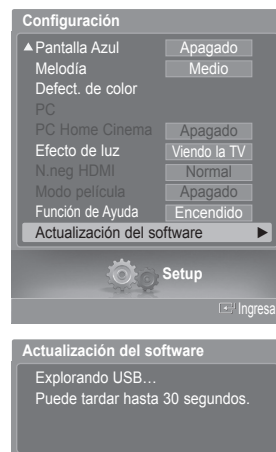 Configuración
▲Pantalla Azul Apagado
Melodía Medio
Defect. de color
PC
PC Home Cinema Apagado
Efecto de luz Viendo la TV
N.neg HDMI Normal
Modo película Apagado
Función de Ayuda Encendido
Actualización del software ►
Setup
Ingresa
Actualización del software
Explorando USB…
Puede tardar hasta 30 segundos.